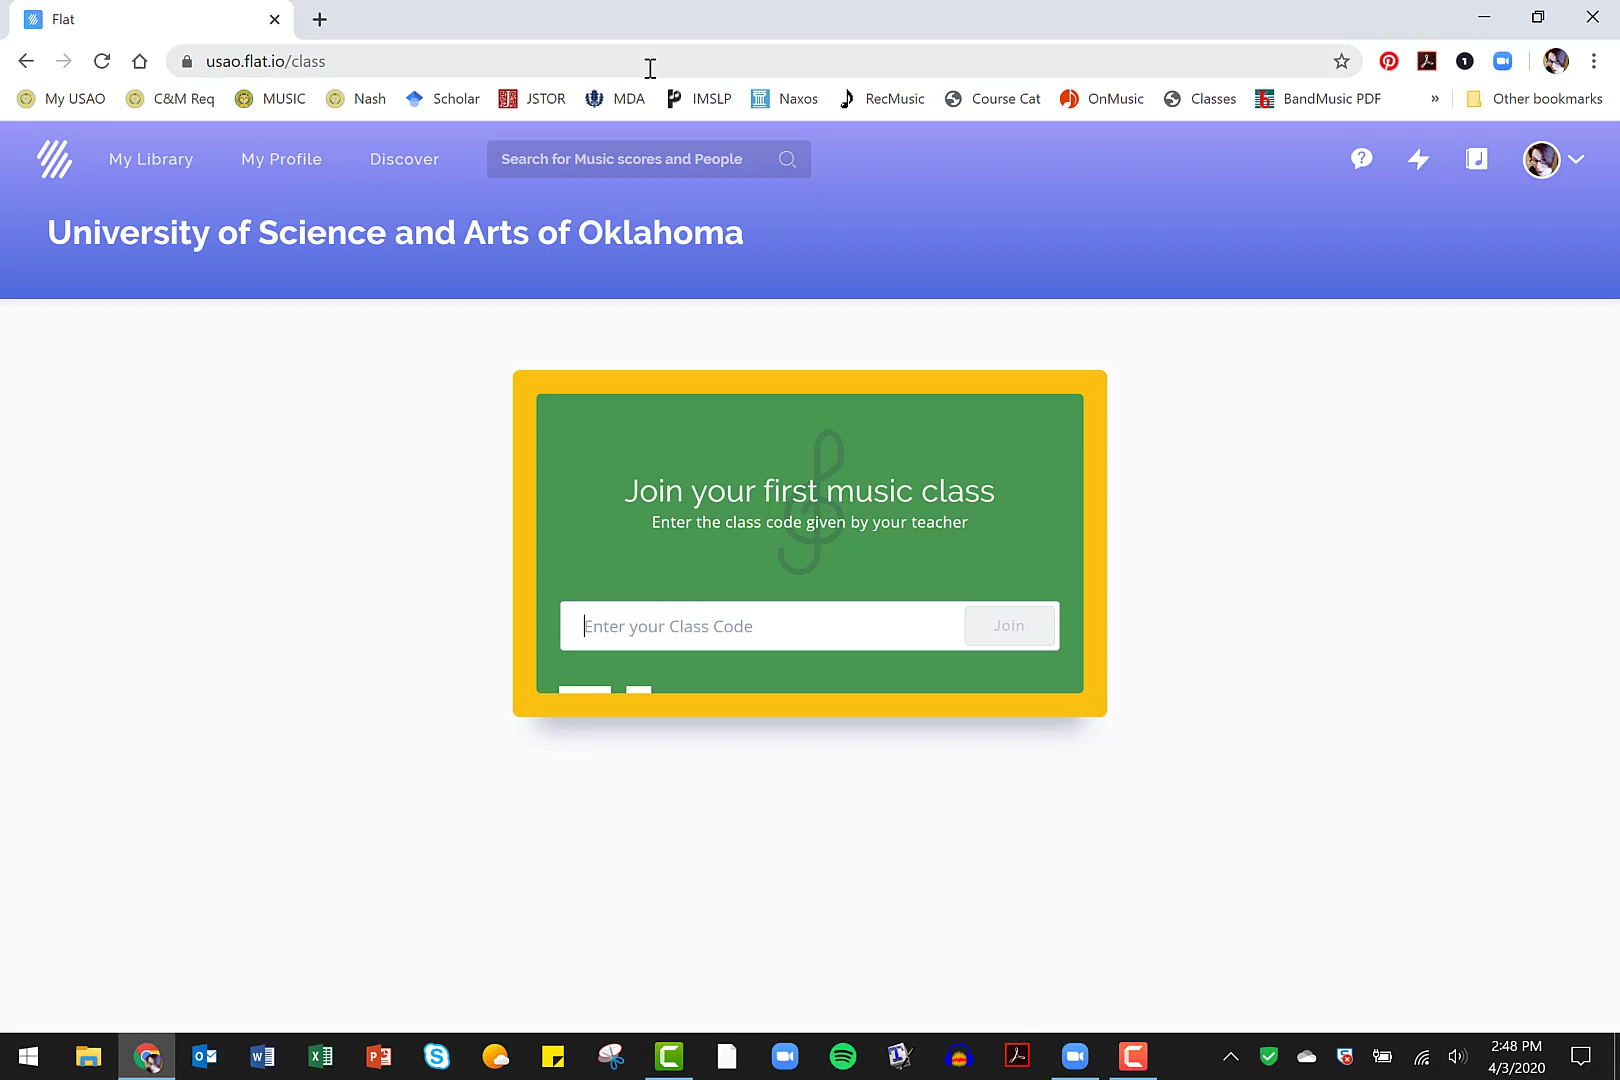 Flat
usao.flat.io/class
My USAO C&M Req MUSIC Nash Scholar JSTOR MDA IMSLP Naxos RecMusic Course Cat OnMusic Classes BandMusic PDF » Other bookmarks
My Library My Profile Discover Search for Music scores and People
University of Science and Arts of Oklahoma
Join your first music class
Enter the class code given by your teacher
Enter your Class Code Join
2:48 PM
4/3/2020